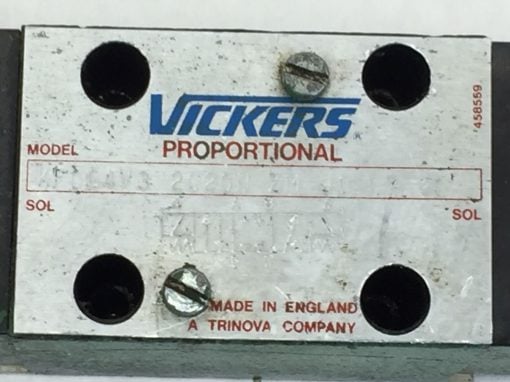 VICKERS
PROPORTIONAL
458559
MODEL
SOL
SOL
MADE IN ENGLAND
A TRINOVA COMPANY